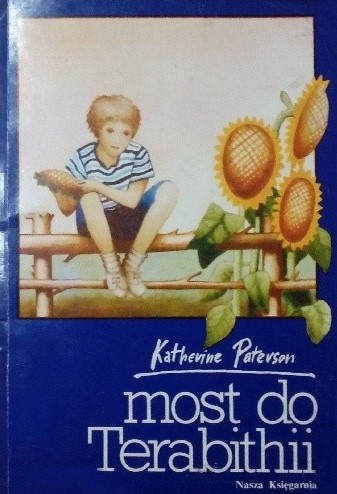 Katherine Paterson
most do
Terabithii
Nasza Księgarnia